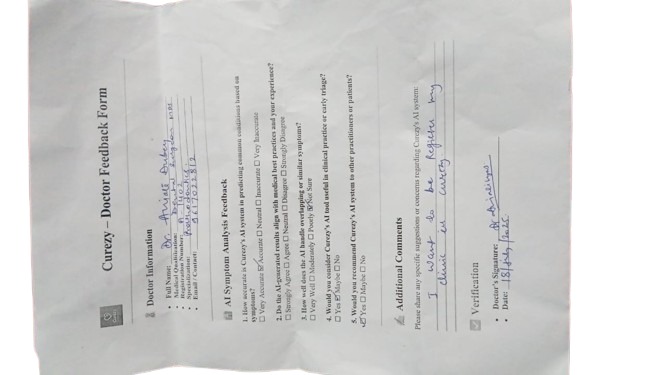 Curezy – Doctor Feedback Form
Doctor Information
• Full Name: Dr Anjali Dubey
• Medical Qualification: Dental Surgeon
• Registration Number: A
• Specialization:
• Email / Contact:
AI Symptom Analysis Feedback
1. How accurate is Curezy's AI system in predicting common conditions based on
symptoms?
☐ Very Accurate ☑ Accurate ☐ Neutral ☐ Inaccurate ☐ Very Inaccurate
2. Do the AI-generated results align with medical best practices and your experience?
☐ Strongly Agree ☐ Agree ☐ Neutral ☐ Disagree ☐ Strongly Disagree
3. How well does the AI handle overlapping or similar symptoms?
☐ Very Well ☐ Moderately ☐ Poorly ☑ Not Sure
4. Would you consider Curezy's AI tool useful in clinical practice or early triage?
☐ Yes ☑ Maybe ☐ No
5. Would you recommend Curezy's AI system to other practitioners or patients?
☑ Yes ☐ Maybe ☐ No
Additional Comments
Please share any specific suggestions or concerns regarding Curezy's AI system:
I want to be Register my
clinic in curezy
Verification
• Doctor's Signature:
• Date: 18/July/2025